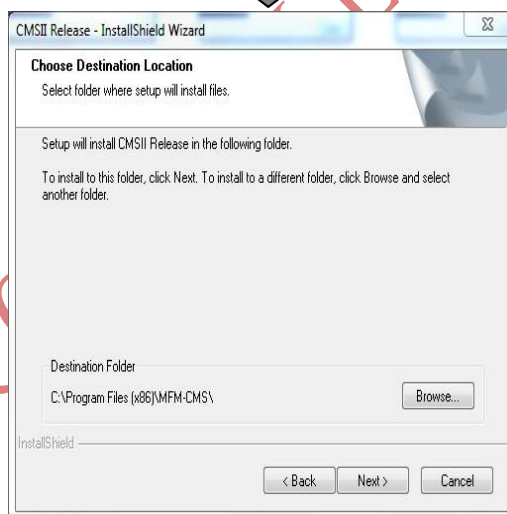 CMSII Release - InstallShield Wizard
Choose Destination Location
Select folder where setup will install files.
Setup will install CMSII Release in the following folder.
To install to this folder, click Next. To install to a different folder, click Browse and select
another folder.
Destination Folder
C:\Program Files (x86)\MFM-CMS\
Browse...
InstallShield
< Back
Next >
Cancel